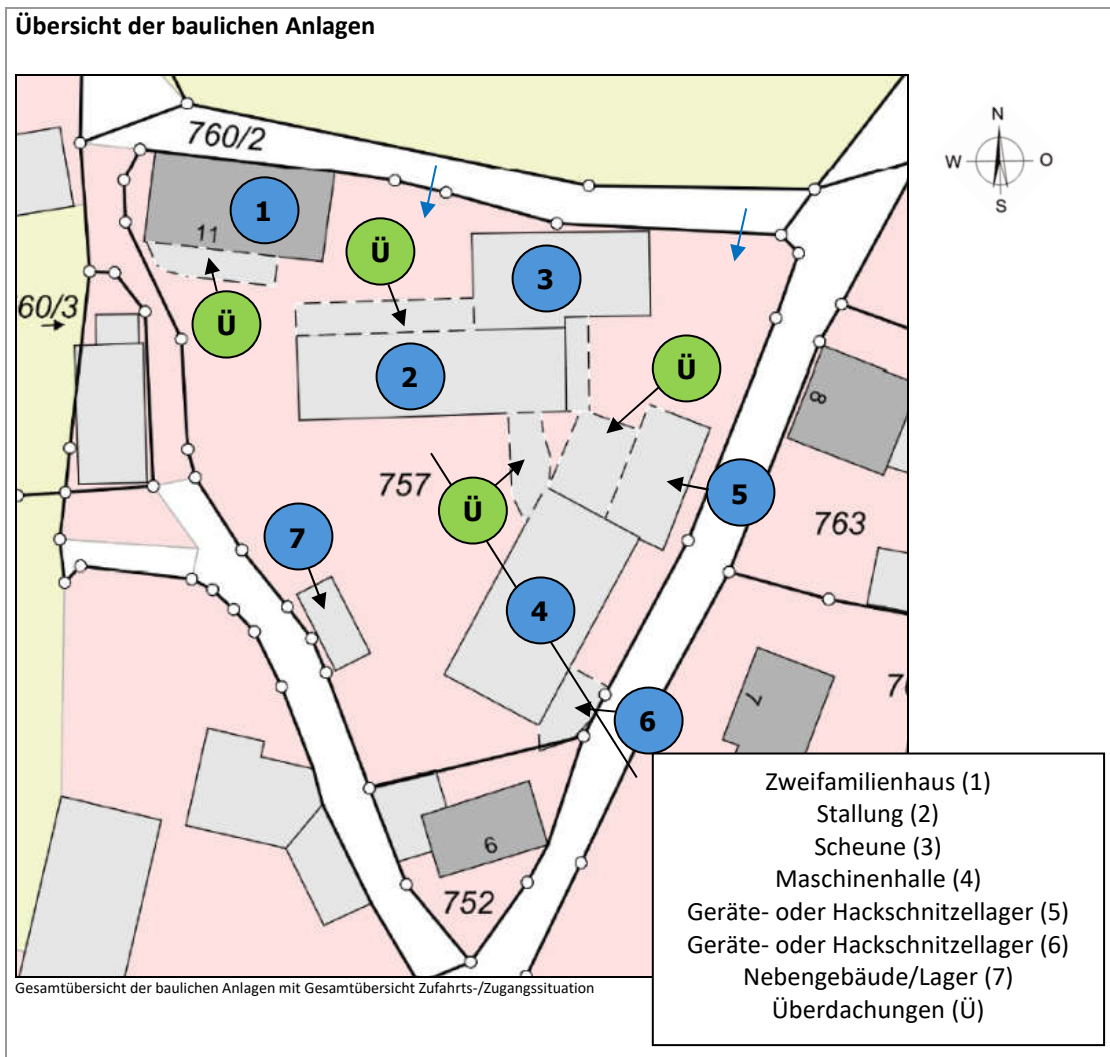 Übersicht der baulichen Anlagen
760/2
N
W
O
S
1
11
Ü
3
60/3
Ü
2
Ü
8
757
Ü
5
763
7
4
76
7
6
6
752
Zweifamilienhaus (1)
Stallung (2)
Scheune (3)
Maschinenhalle (4)
Geräte- oder Hackschnitzellager (5)
Geräte- oder Hackschnitzellager (6)
Nebengebäude/Lager (7)
Überdachungen (Ü)
Gesamtübersicht der baulichen Anlagen mit Gesamtübersicht Zufahrts-/Zugangssituation